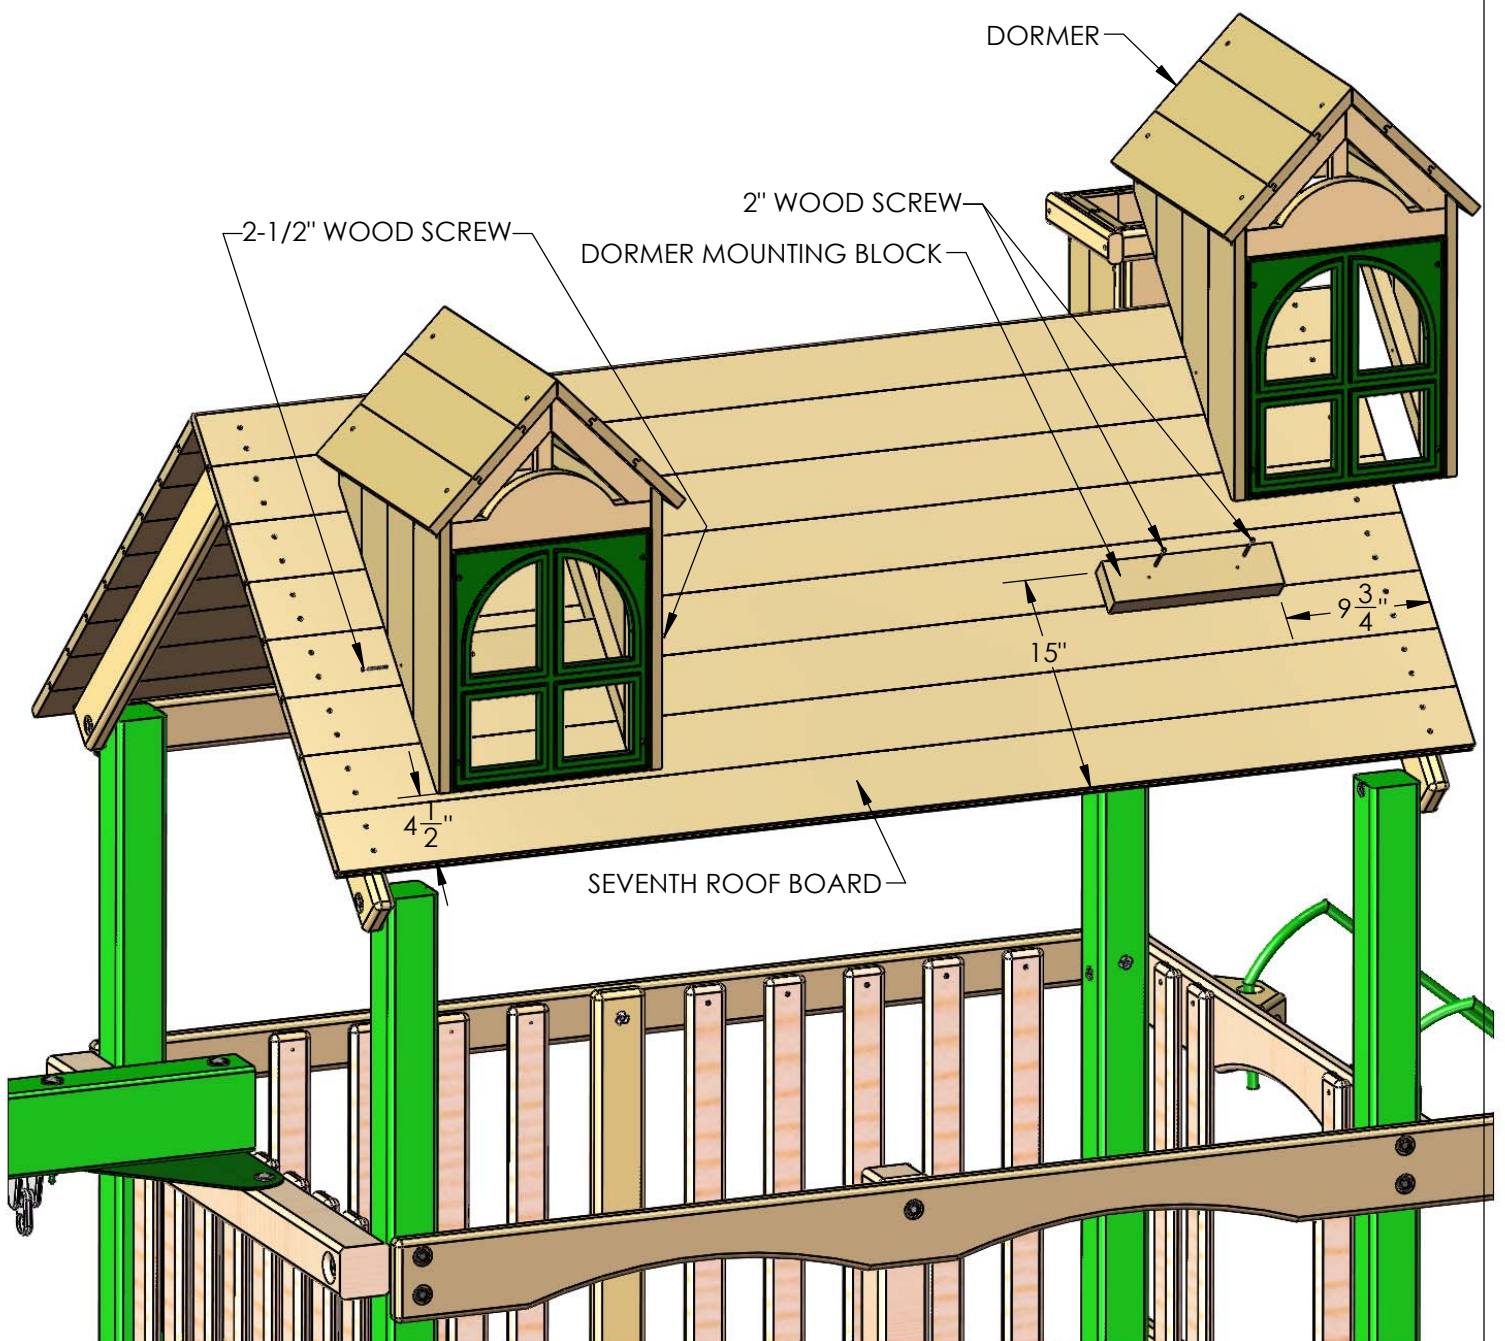 DORMER
2" WOOD SCREW
2-1/2" WOOD SCREW
DORMER MOUNTING BLOCK
9 3/4"
15"
4 1/2"
SEVENTH ROOF BOARD